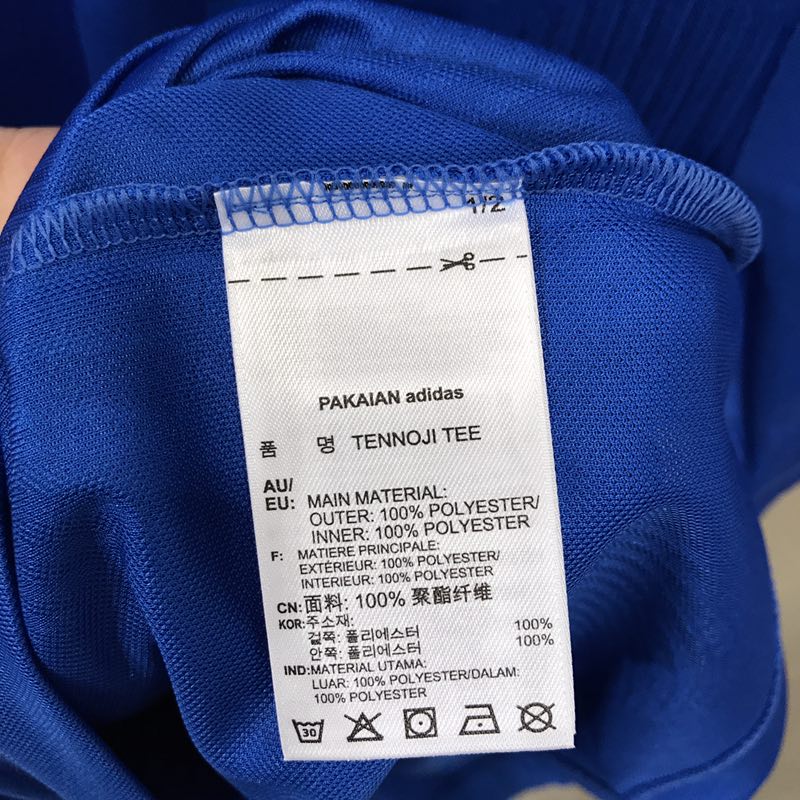 1/2
PAKAIAN adidas
품 명 TENNOJI TEE
AU/
EU: MAIN MATERIAL:
OUTER: 100% POLYESTER/
INNER: 100% POLYESTER
F: MATIERE PRINCIPALE:
EXTÉRIEUR: 100% POLYESTER/
INTERIEUR: 100% POLYESTER
CN: 面料: 100% 聚酯纤维
KOR: 주소재:
겉쪽: 폴리에스터 100%
안쪽: 폴리에스터 100%
IND: MATERIAL UTAMA:
LUAR: 100% POLYESTER/DALAM:
100% POLYESTER
30